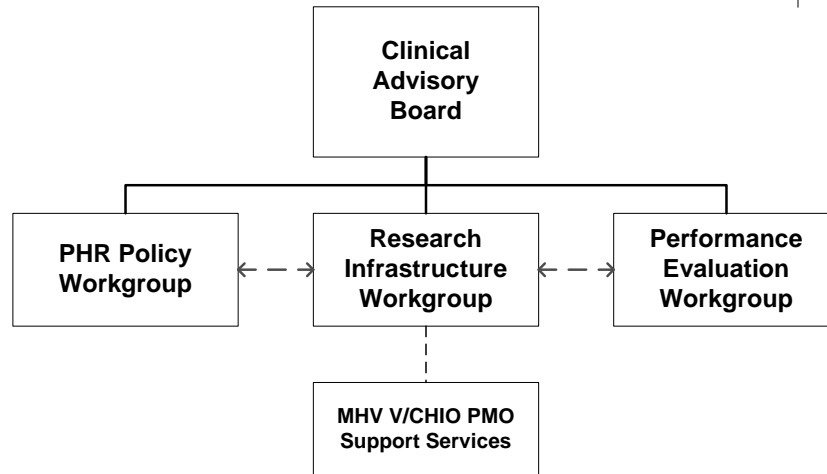 Clinical
Advisory
Board
PHR Policy
Workgroup
Research
Infrastructure
Workgroup
Performance
Evaluation
Workgroup
MHV V/CHIO PMO
Support Services